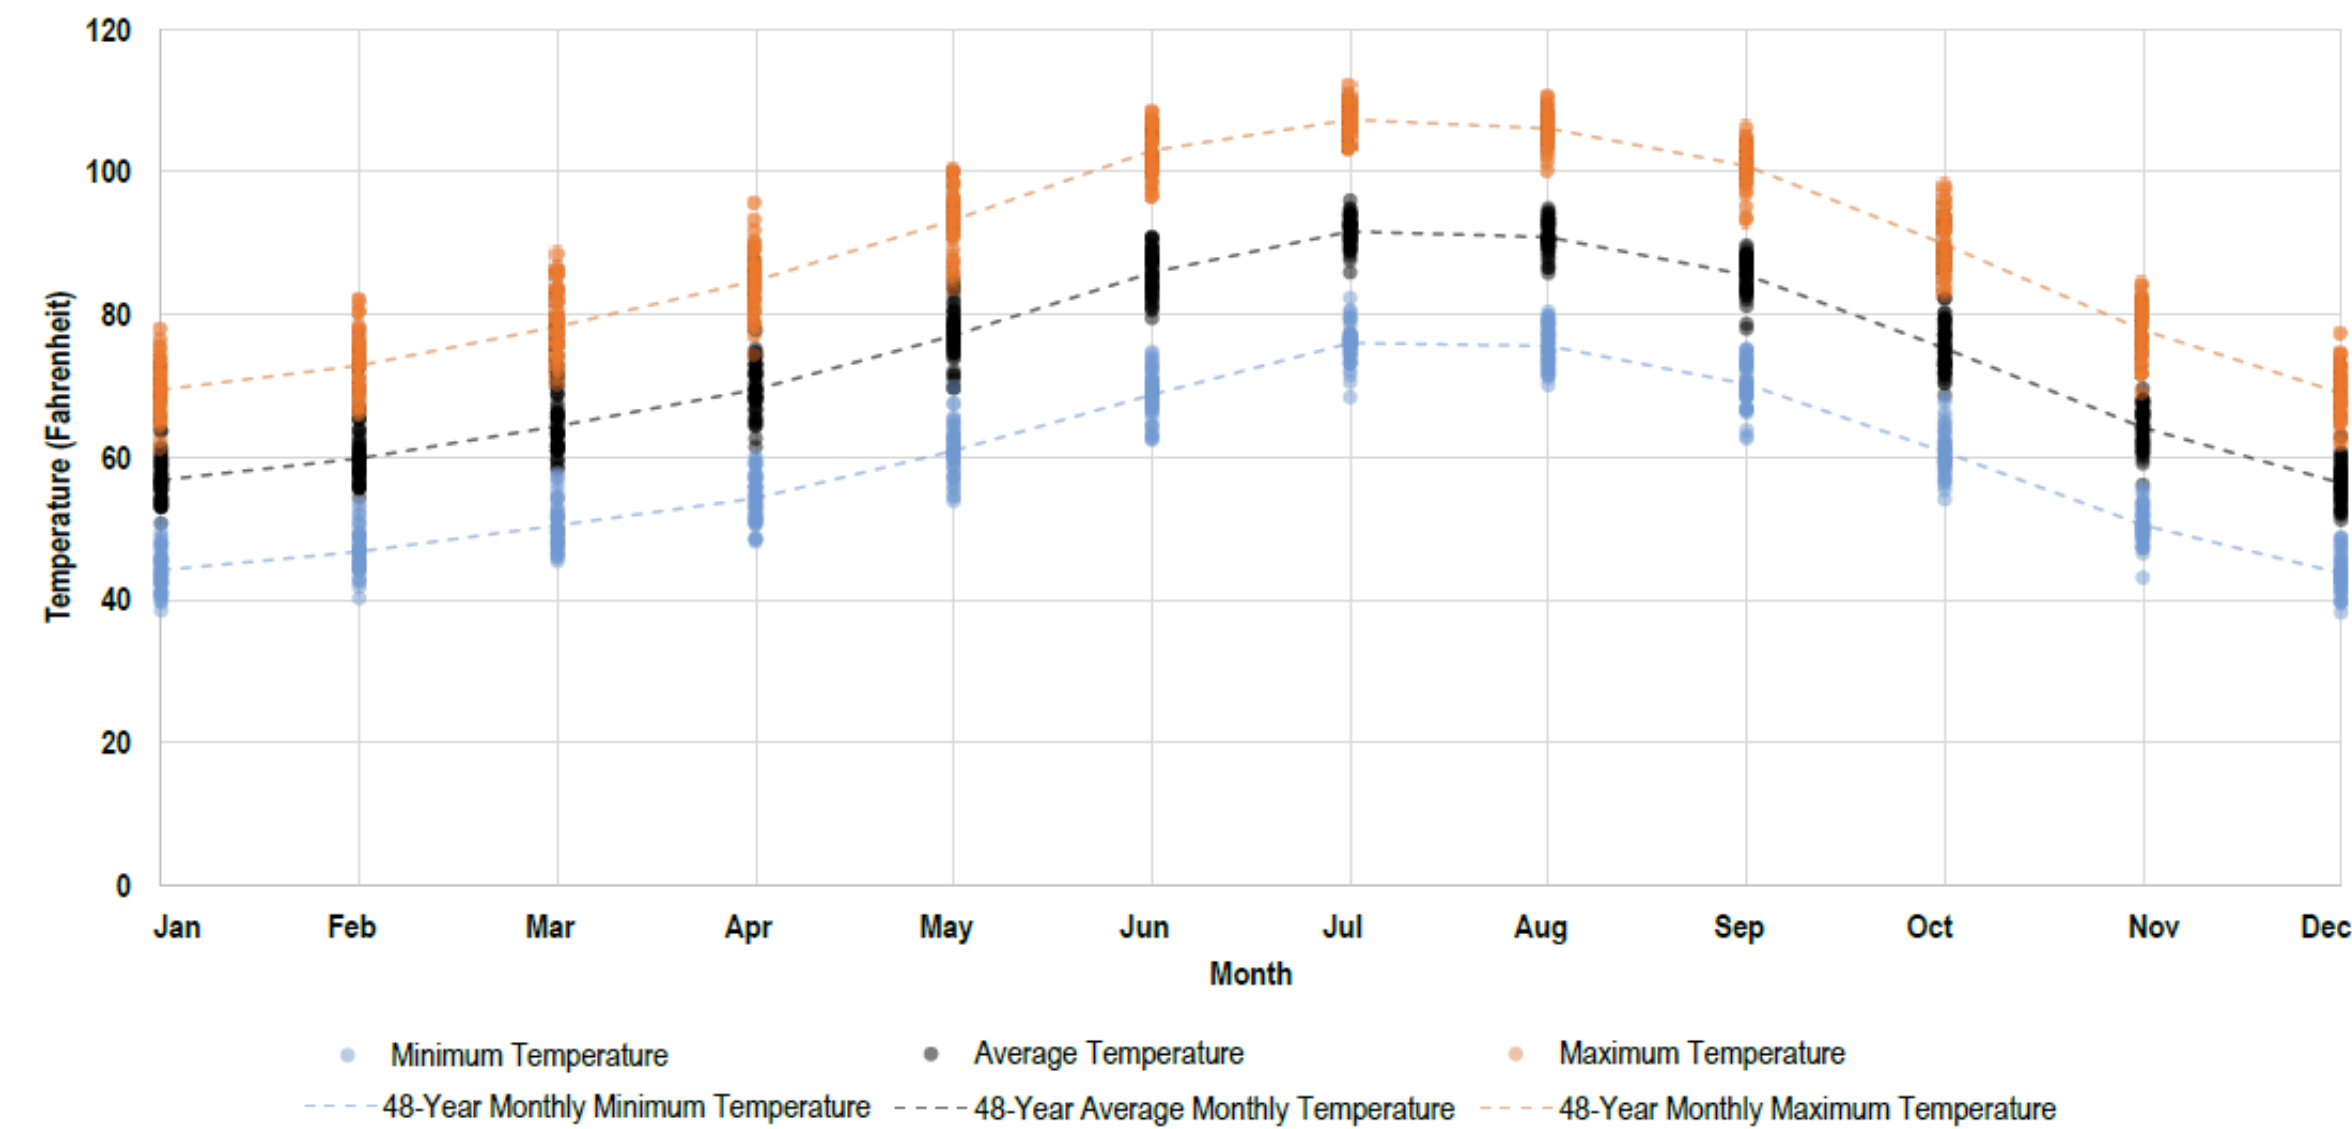 120
100
80
60
40
20
0
Temperature (Fahrenheit)
Jan Feb Mar Apr May Jun Jul Aug Sep Oct Nov Dec
Month
Minimum Temperature Average Temperature Maximum Temperature
48-Year Monthly Minimum Temperature 48-Year Average Monthly Temperature 48-Year Monthly Maximum Temperature